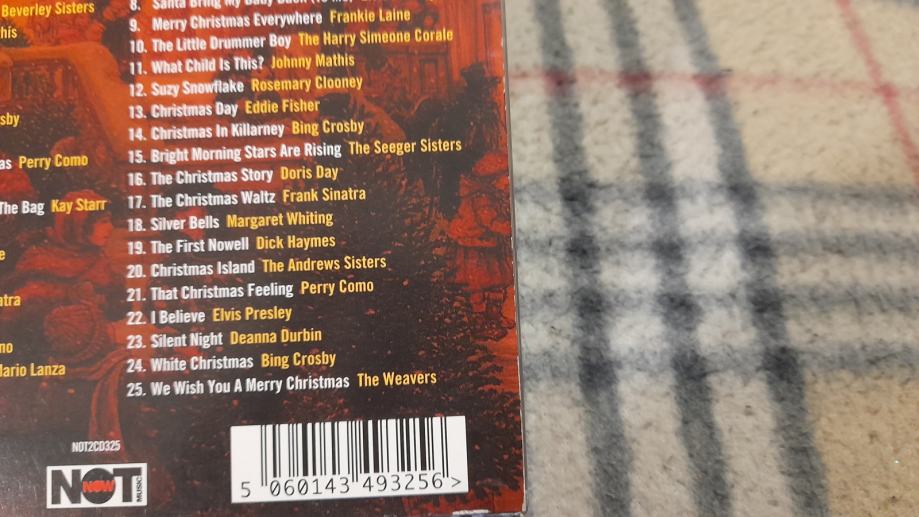 Beverley Sisters
his
sby
as Perry Como
The Bag Kay Starr
e
atra
no
Mario Lanza
8. Santa Bring My Baby Back (To Me)
9. Merry Christmas Everywhere Frankie Laine
10. The Little Drummer Boy The Harry Simeone Corale
11. What Child Is This? Johnny Mathis
12. Suzy Snowflake Rosemary Clooney
13. Christmas Day Eddie Fisher
14. Christmas In Killarney Bing Crosby
15. Bright Morning Stars Are Rising The Seeger Sisters
16. The Christmas Story Doris Day
17. The Christmas Waltz Frank Sinatra
18. Silver Bells Margaret Whiting
19. The First Nowell Dick Haymes
20. Christmas Island The Andrews Sisters
21. That Christmas Feeling Perry Como
22. I Believe Elvis Presley
23. Silent Night Deanna Durbin
24. White Christmas Bing Crosby
25. We Wish You A Merry Christmas The Weavers
NOT2CD325
NOT NOW MUSIC
5 060143 493256 >